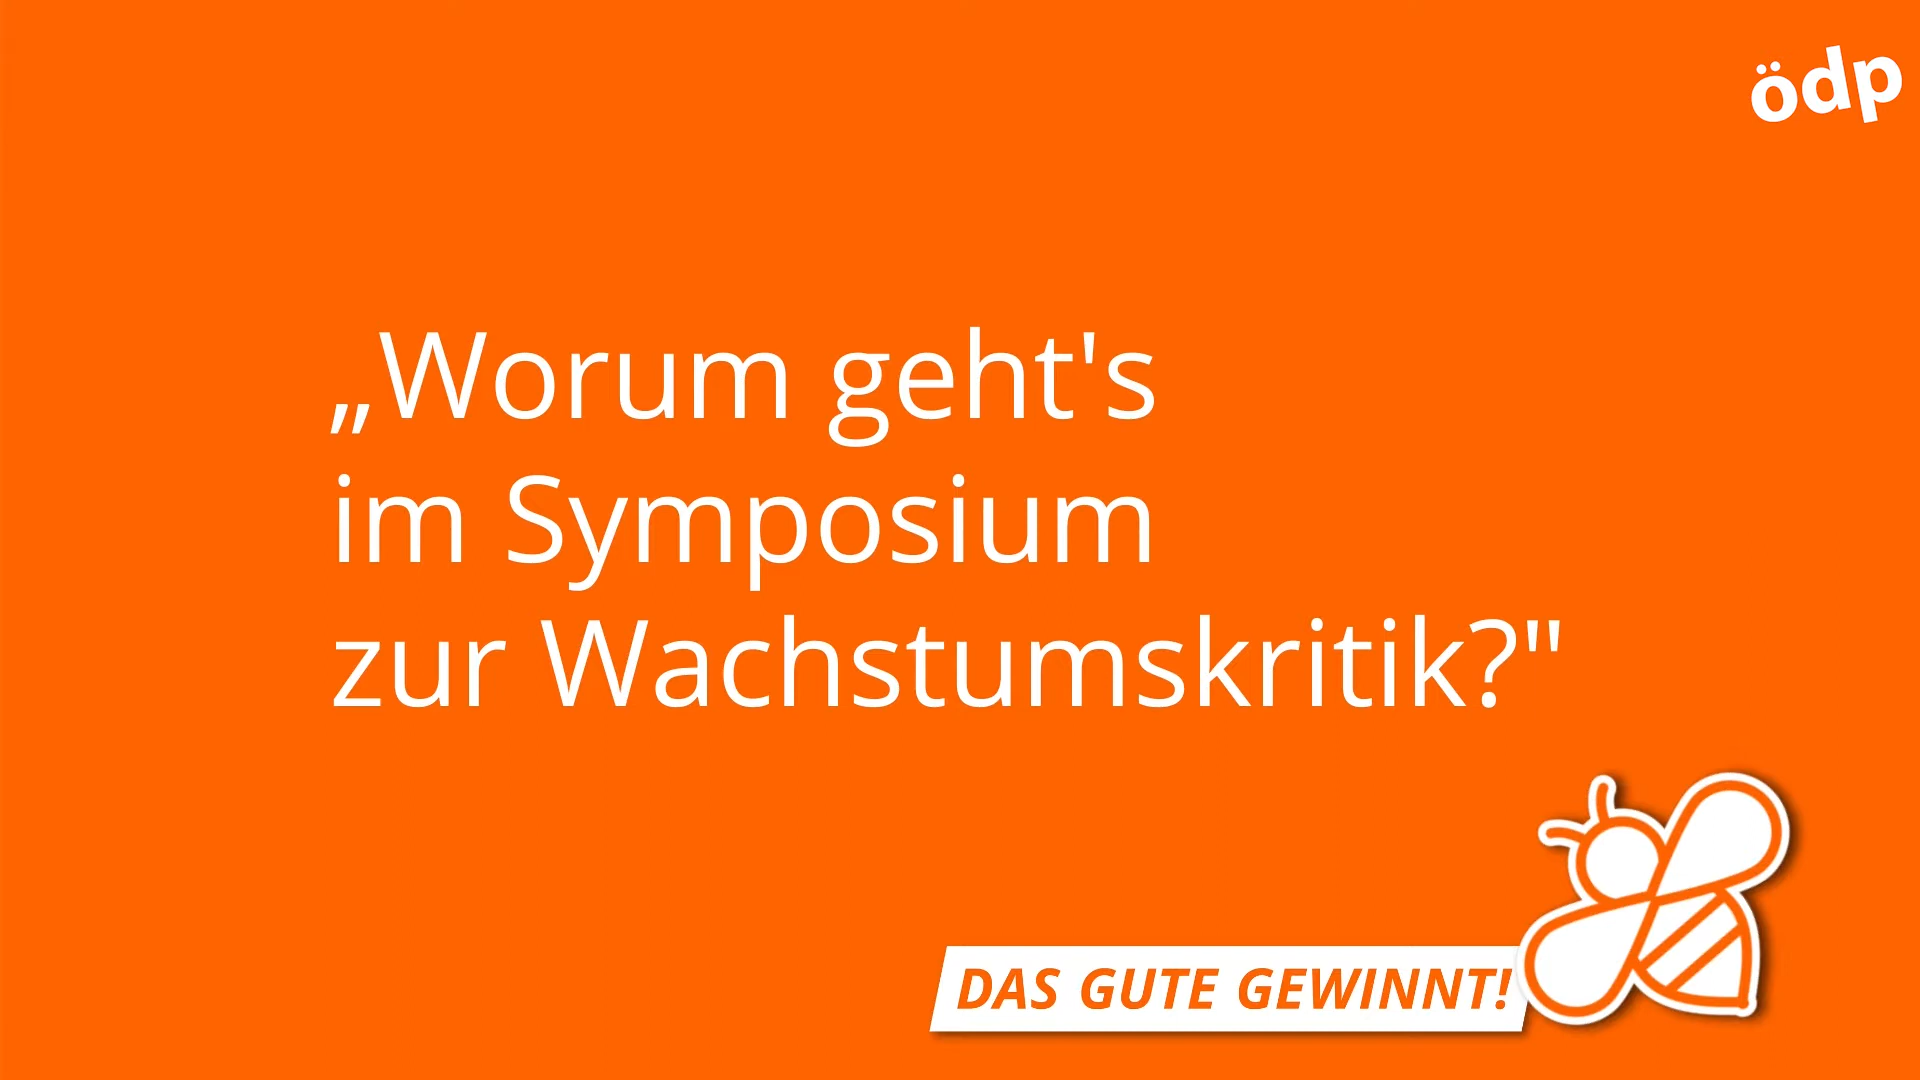 ödp
„Worum geht's
im Symposium
zur Wachstumskritik?"
DAS GUTE GEWINNT!